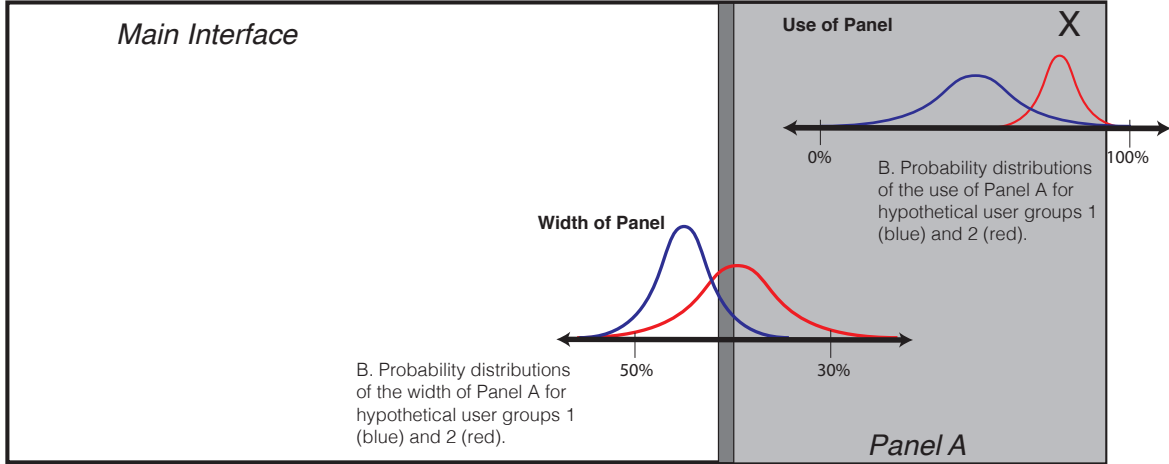 Main Interface
Use of Panel
X
0%
100%
B. Probability distributions
of the use of Panel A for
hypothetical user groups 1
(blue) and 2 (red).
Width of Panel
50%
30%
B. Probability distributions
of the width of Panel A for
hypothetical user groups 1
(blue) and 2 (red).
Panel A